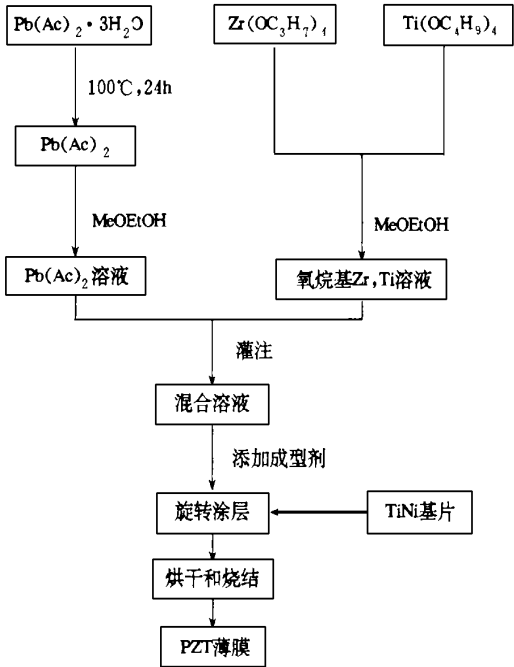 Pb(Ac)₂·3H₂O
Zr(OC₃H₇)₄
Ti(OC₄H₉)₄
100℃,24h
Pb(Ac)₂
MeOEtOH
MeOEtOH
Pb(Ac)₂溶液
氧烷基Zr,Ti溶液
灌注
混合溶液
添加成型剂
旋转涂层
TiNi基片
烘干和烧结
PZT薄膜